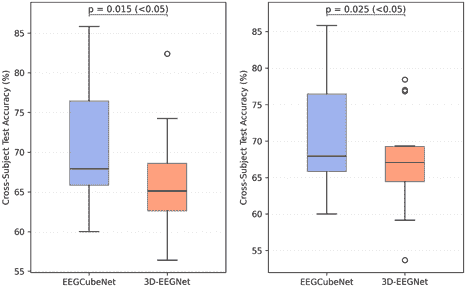 p = 0.015 (<0.05)
Cross-Subject Test Accuracy (%)
85
80
75
70
65
60
55
EEGCubeNet
3D-EEGNet
p = 0.025 (<0.05)
Cross-Subject Test Accuracy (%)
85
80
75
70
65
60
55
EEGCubeNet
3D-EEGNet